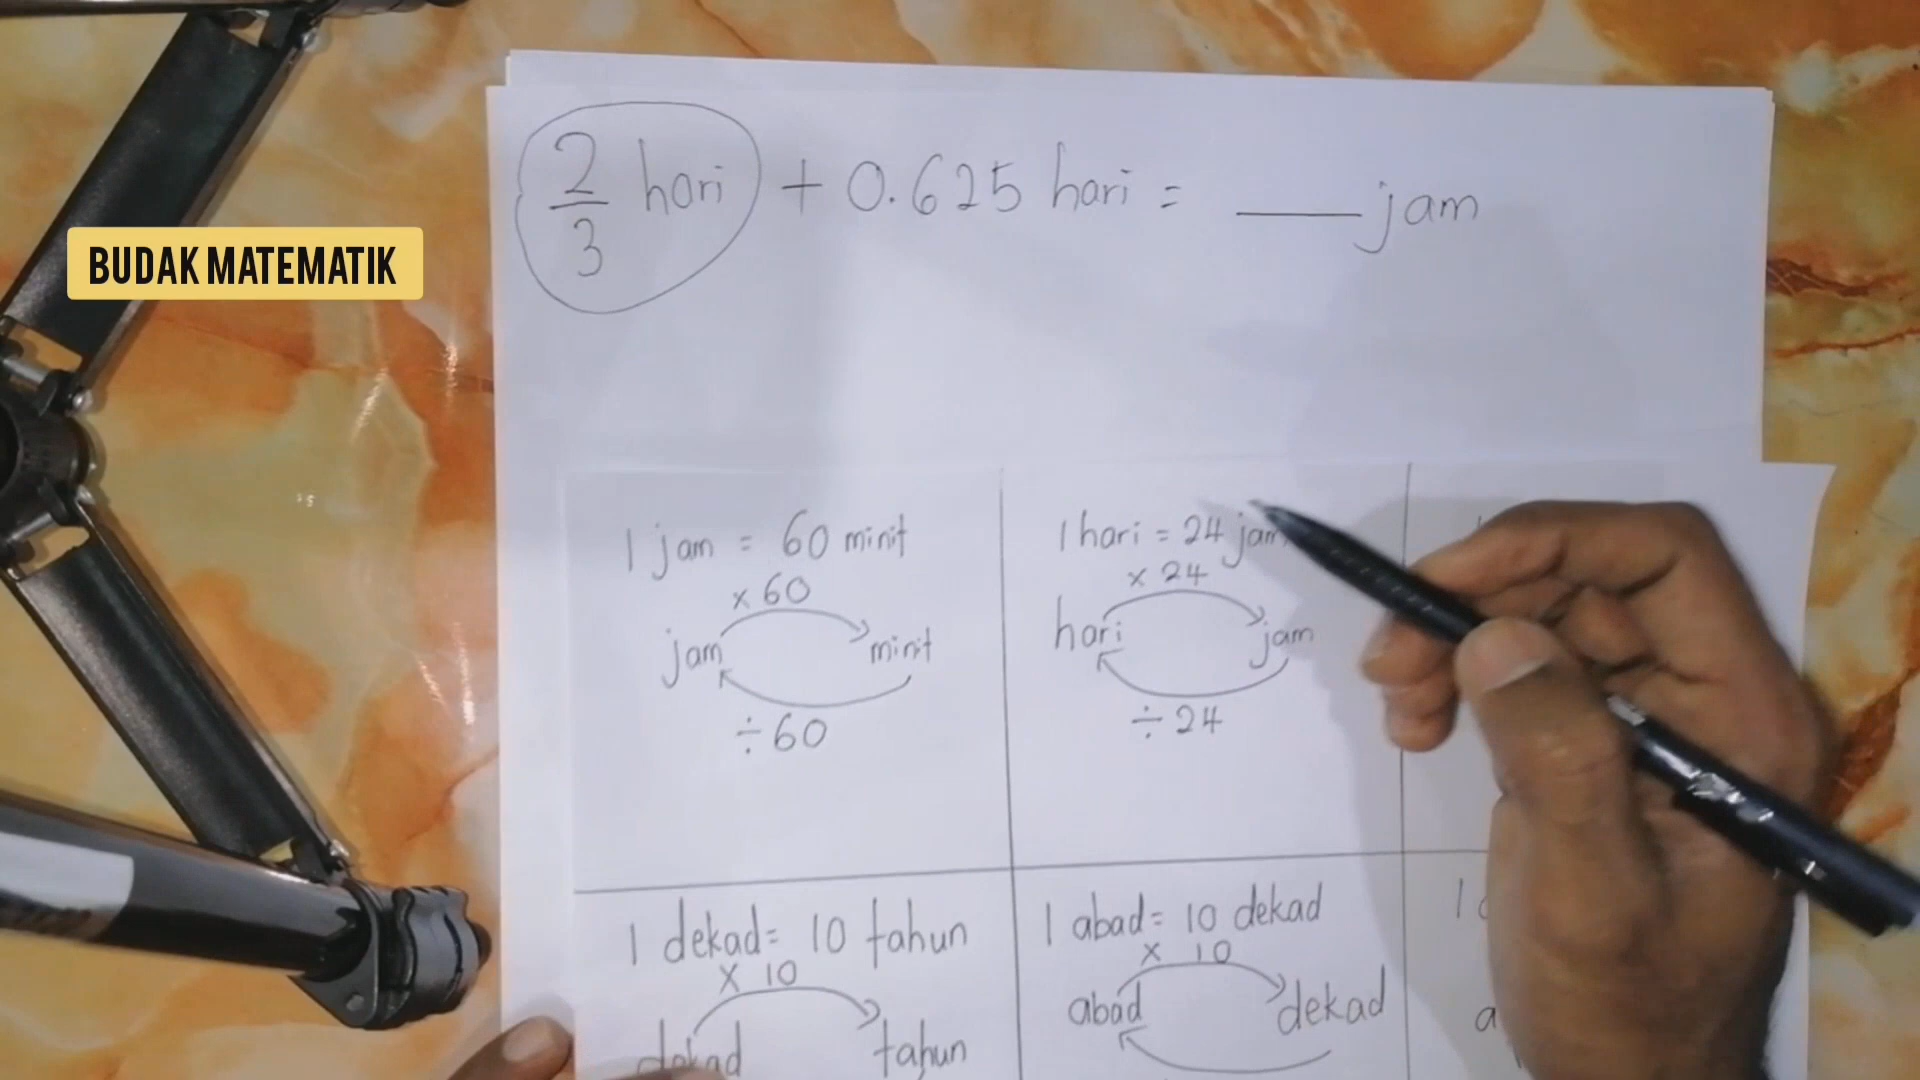 2/3 hari + 0.625 hari = ___ jam
BUDAK MATEMATIK
1 jam = 60 minit
× 60
jam minit
÷ 60
1 hari = 24 jam
× 24
hari jam
÷ 24
1 dekad = 10 tahun
× 10
dekad tahun
1 abad = 10 dekad
× 10
abad dekad